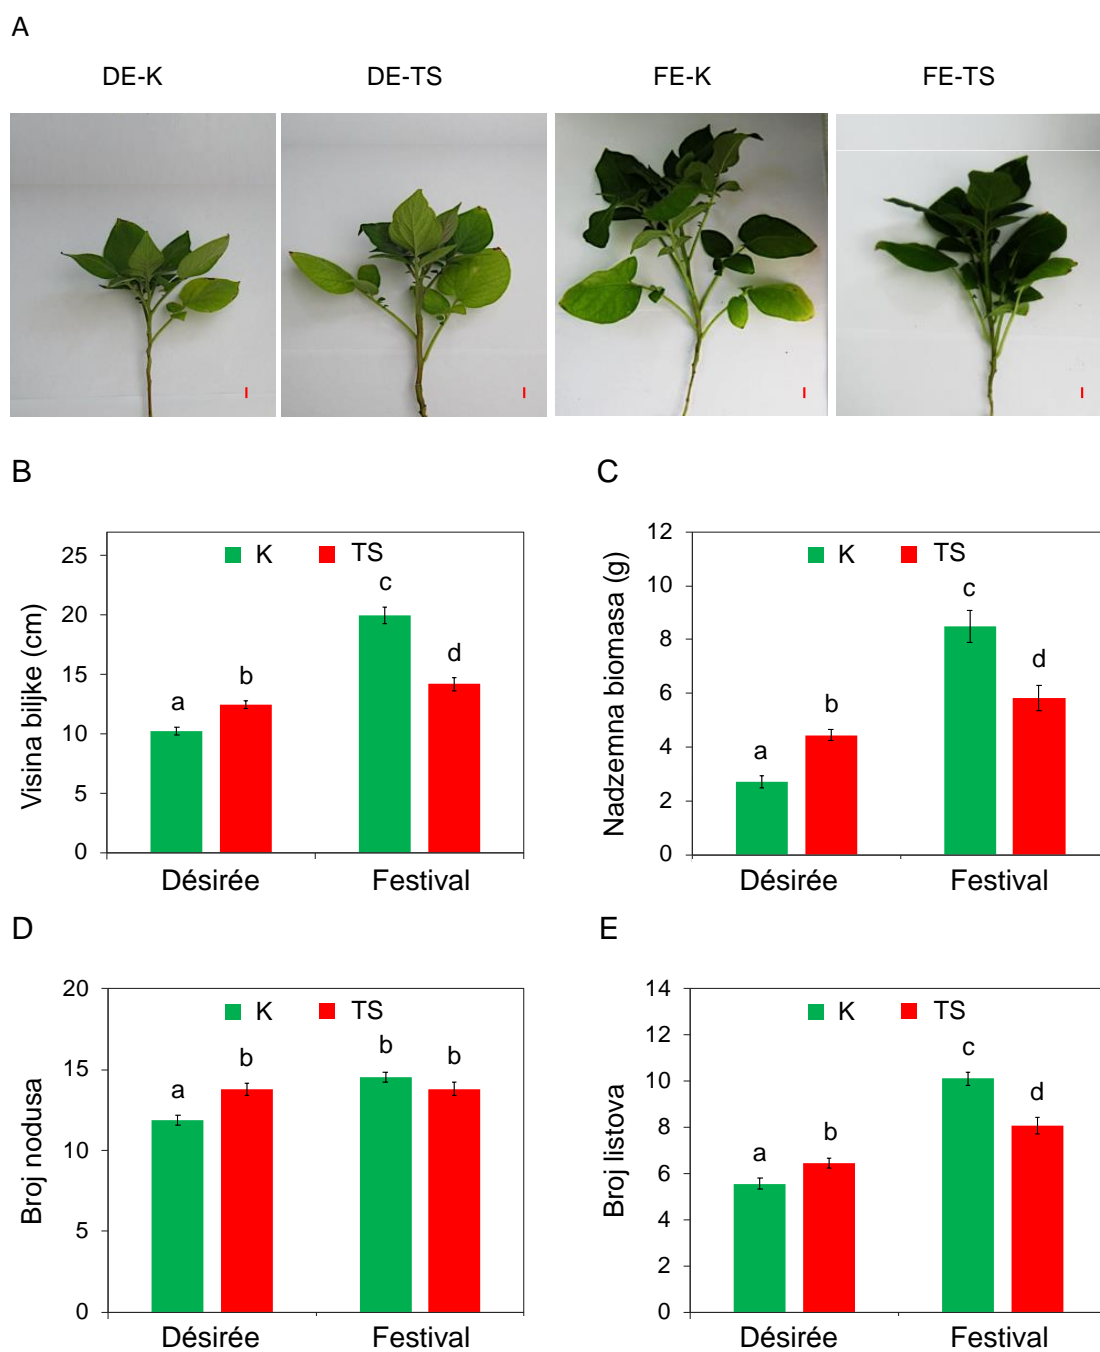 A
DE-K DE-TS FE-K FE-TS
B
25
20
15
10
5
0
Visina biljke (cm)
K TS
a b c d
Désirée Festival
C
12
10
8
6
4
2
0
Nadzemna biomasa (g)
K TS
a b c d
Désirée Festival
D
20
15
10
5
0
Broj nodusa
K TS
a b b b
Désirée Festival
E
14
12
10
8
6
4
2
0
Broj listova
K TS
a b c d
Désirée Festival